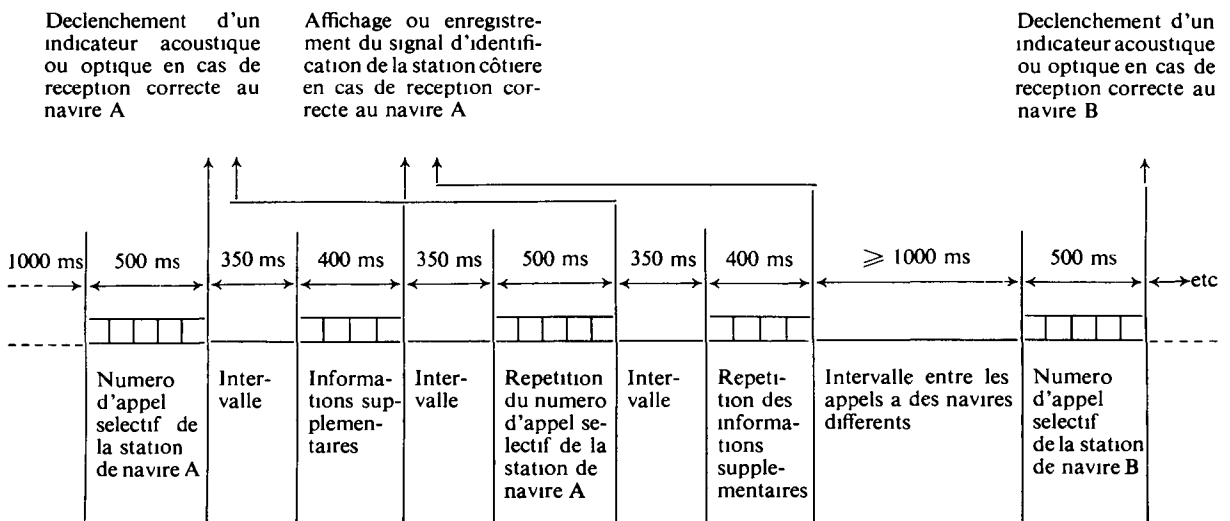 Declenchement d'un
indicateur acoustique
ou optique en cas de
reception correcte au
navire A
Affichage ou enregistre-
ment du signal d'identifi-
cation de la station côtiere
en cas de reception cor-
recte au navire A
Declenchement d'un
indicateur acoustique
ou optique en cas de
reception correcte au
navire B
1000 ms 500 ms 350 ms 400 ms 350 ms 500 ms 350 ms 400 ms ⩾ 1000 ms 500 ms
etc
Numero
d'appel
selectif de
la station
de navire A
Inter-
valle
Informa-
tions sup-
plemen-
taires
Inter-
valle
Repetition
du numero
d'appel se-
lectif de la
station de
navire A
Inter-
valle
Repeti-
tion des
informa-
tions
supple-
mentaires
Intervalle entre les
appels a des navires
differents
Numero
d'appel
selectif
de la station
de navire B